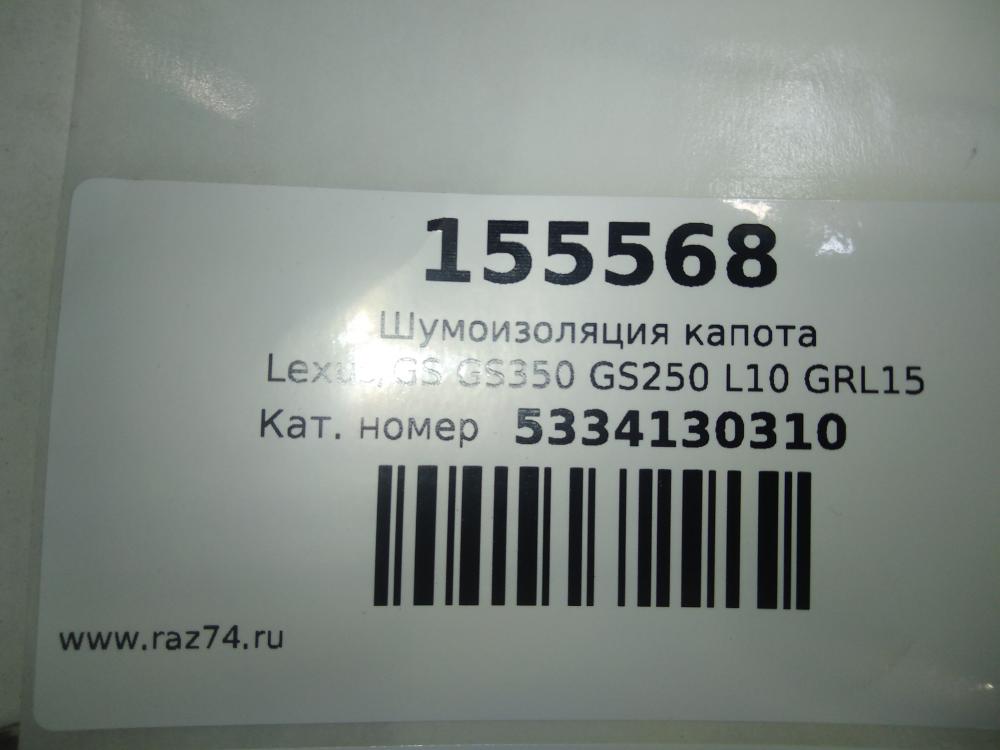 155568
Шумоизоляция капота
Lexus GS GS350 GS250 L10 GRL15
Кат. номер 5334130310
www.raz74.ru